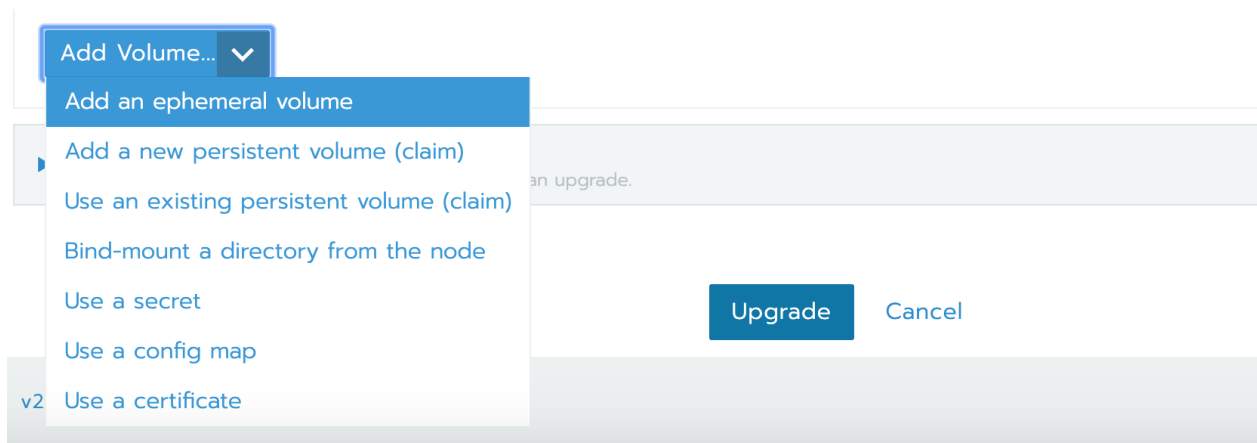 Add Volume...
Add an ephemeral volume
Add a new persistent volume (claim)
an upgrade.
Use an existing persistent volume (claim)
Bind-mount a directory from the node
Use a secret
Upgrade Cancel
Use a config map
v2 Use a certificate